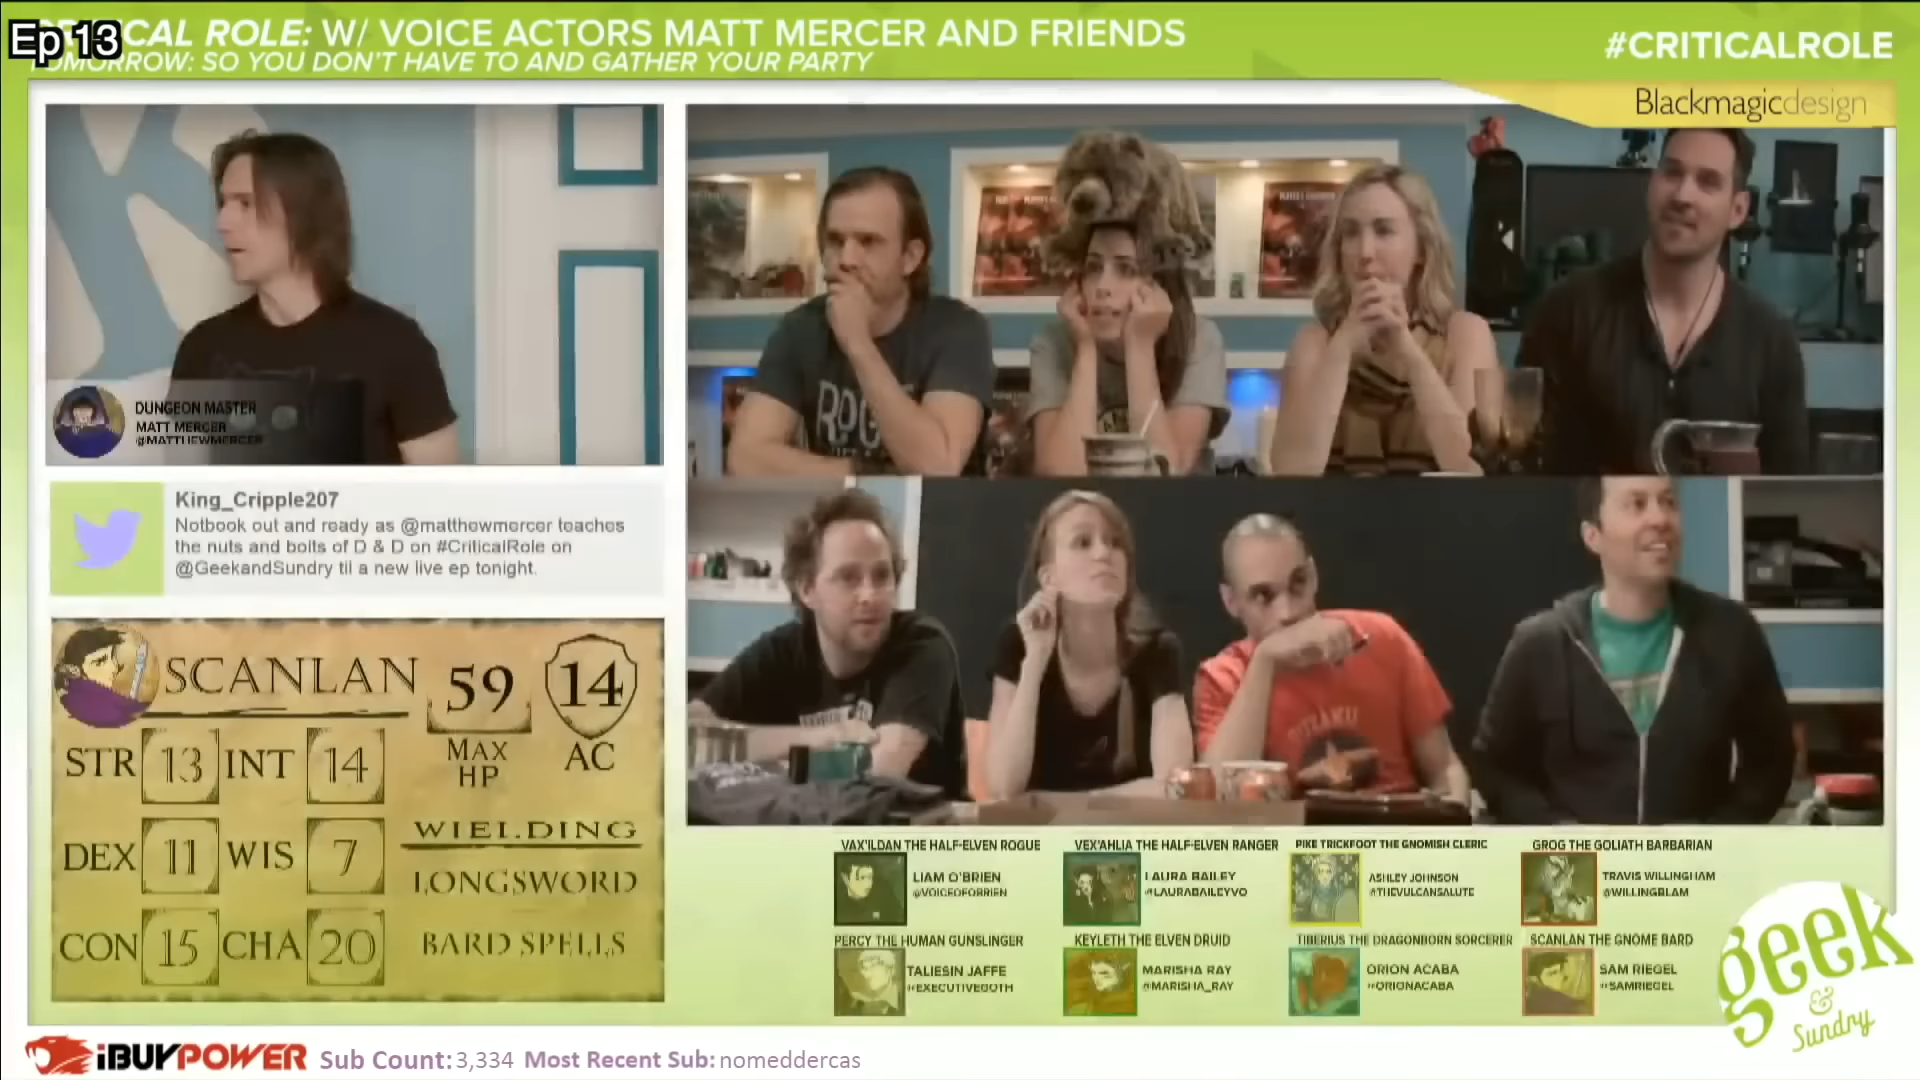 Ep 13
CAL ROLE: W/ VOICE ACTORS MATT MERCER AND FRIENDS
TOMORROW: SO YOU DON'T HAVE TO AND GATHER YOUR PARTY
#CRITICALROLE
Blackmagicdesign
DUNGEON MASTER
MATT MERCER
@MATTHEWMERCER
King_Cripple207
Notbook out and ready as @matthewmercer teaches
the nuts and bolts of D & D on #CriticalRole on
@GeekandSundry til a new live ep tonight.
SCANLAN
59
MAX
HP
14
AC
STR 13 INT 14
DEX 11 WIS 7
CON 15 CHA 20
WIELDING
LONGSWORD
BARD SPELLS
RPG
VAX'ILDAN THE HALF-ELVEN ROGUE
LIAM O'BRIEN
@VOICEOFOBRIEN
VEX'AHLIA THE HALF-ELVEN RANGER
LAURA BAILEY
@LAURABAILEYVO
PIKE TRICKFOOT THE GNOMISH CLERIC
ASHLEY JOHNSON
@THEVULCANSALUTE
GROG THE GOLIATH BARBARIAN
TRAVIS WILLINGHAM
@WILLINGBLAM
PERCY THE HUMAN GUNSLINGER
TALIESIN JAFFE
@EXECUTIVEGOTH
KEYLETH THE ELVEN DRUID
MARISHA RAY
@MARISHA_RAY
TIBERIUS THE DRAGONBORN SORCERER
ORION ACABA
@ORIONACABA
SCANLAN THE GNOME BARD
SAM RIEGEL
@SAMRIEGEL
geek
&
Sundry
iBUYPOWER
Sub Count: 3,334 Most Recent Sub: nomeddercas